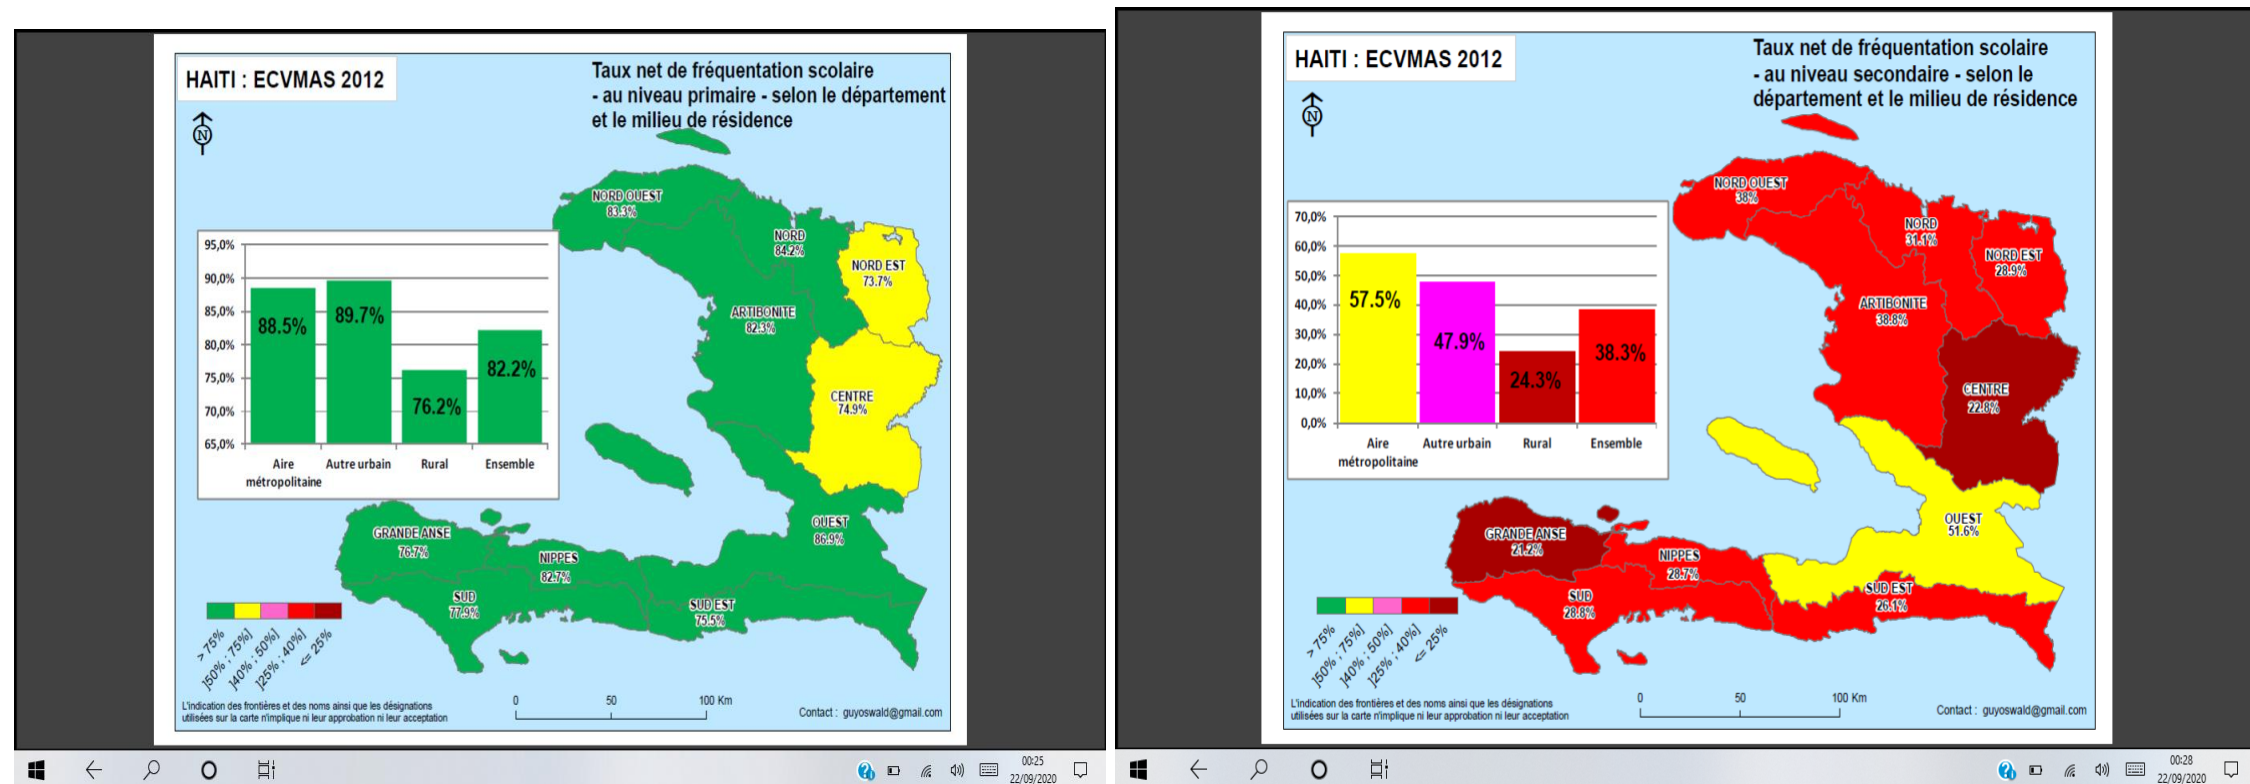 HAITI : ECVMAS 2012
Taux net de fréquentation scolaire
- au niveau primaire - selon le département
et le milieu de résidence
N
NORD OUEST
83.3%
NORD
84.2%
NORD EST
73.7%
ARTIBONITE
82.3%
CENTRE
74.9%
OUEST
86.9%
GRANDE ANSE
76.7%
NIPPES
82.7%
SUD
77.9%
SUD EST
75.5%
95,0%
90,0%
85,0%
80,0%
75,0%
70,0%
65,0%
88.5%
89.7%
76.2%
82.2%
Aire
métropolitaine
Autre urbain
Rural
Ensemble
> 75%
]50% ; 75%]
]40% ; 50%]
]25% ; 40%]
<= 25%
L'indication des frontières et des noms ainsi que les désignations
utilisées sur la carte n'implique ni leur approbation ni leur acceptation
0 50 100 Km
Contact : guyoswald@gmail.com
00:25
22/09/2020
HAITI : ECVMAS 2012
Taux net de fréquentation scolaire
- au niveau secondaire - selon le
département et le milieu de résidence
N
NORD OUEST
38%
NORD
31.1%
NORD EST
28.9%
ARTIBONITE
38.8%
CENTRE
22.8%
OUEST
51.6%
GRANDE ANSE
21.2%
NIPPES
28.7%
SUD
28.8%
SUD EST
26.1%
70,0%
60,0%
50,0%
40,0%
30,0%
20,0%
10,0%
0,0%
57.5%
47.9%
24.3%
38.3%
Aire
métropolitaine
Autre urbain
Rural
Ensemble
> 75%
]50% ; 75%]
]40% ; 50%]
]25% ; 40%]
<= 25%
L'indication des frontières et des noms ainsi que les désignations
utilisées sur la carte n'implique ni leur approbation ni leur acceptation
0 50 100 Km
Contact : guyoswald@gmail.com
00:28
22/09/2020